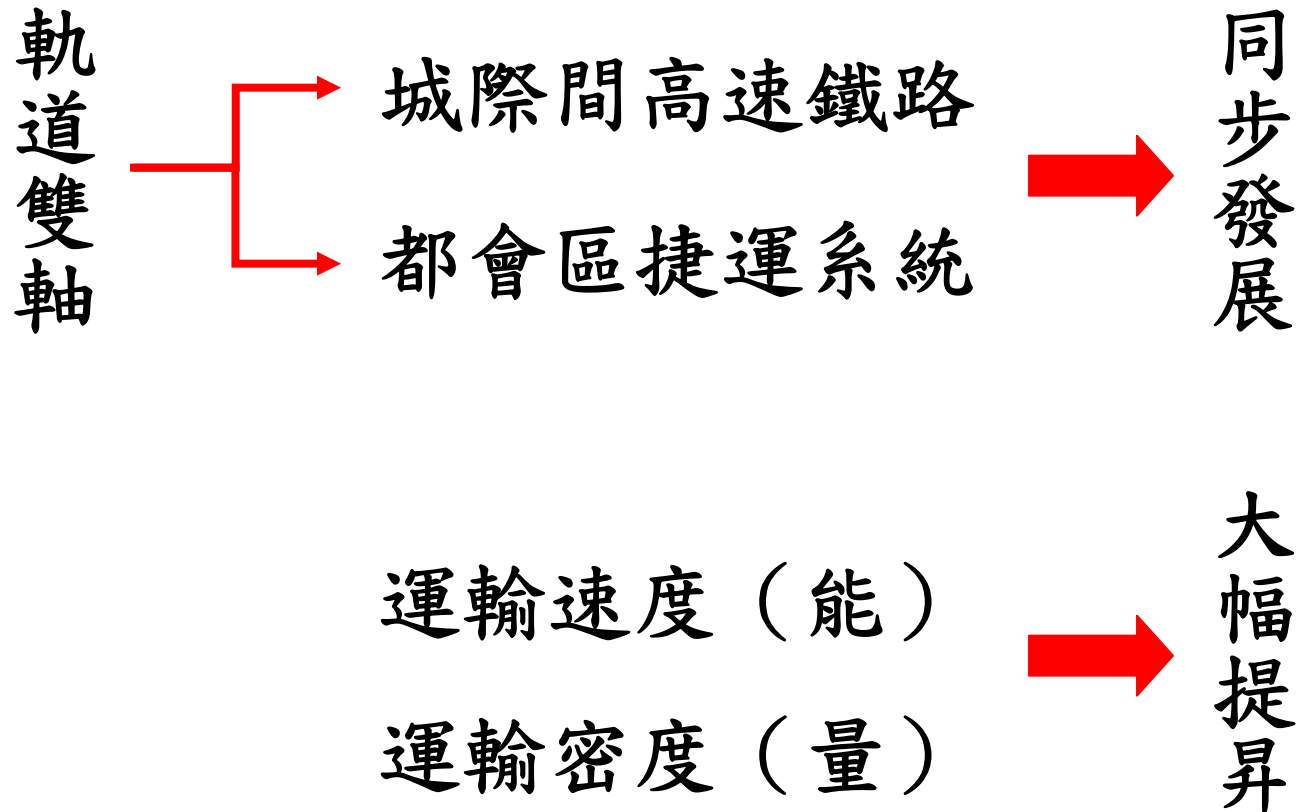 軌道雙軸
城際間高速鐵路
都會區捷運系統
同步發展
運輸速度（能）
運輸密度（量）
大幅提昇